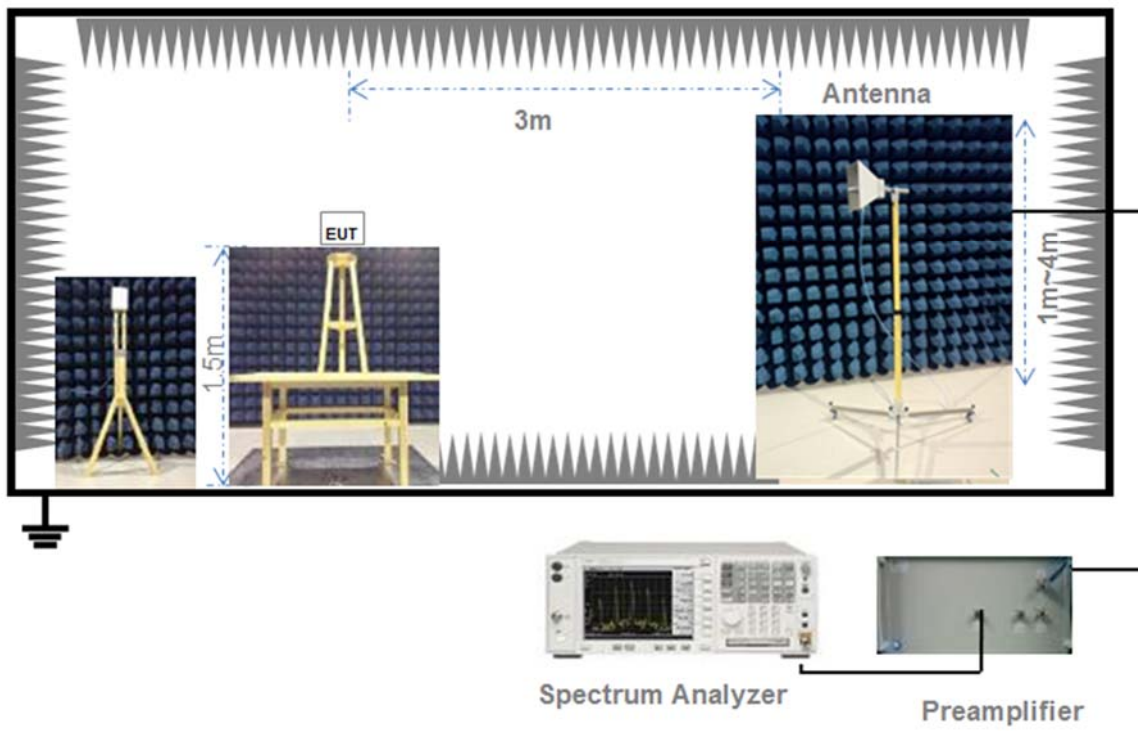 Antenna
3m
EUT
1.5m
1m~4m
Spectrum Analyzer
Preamplifier